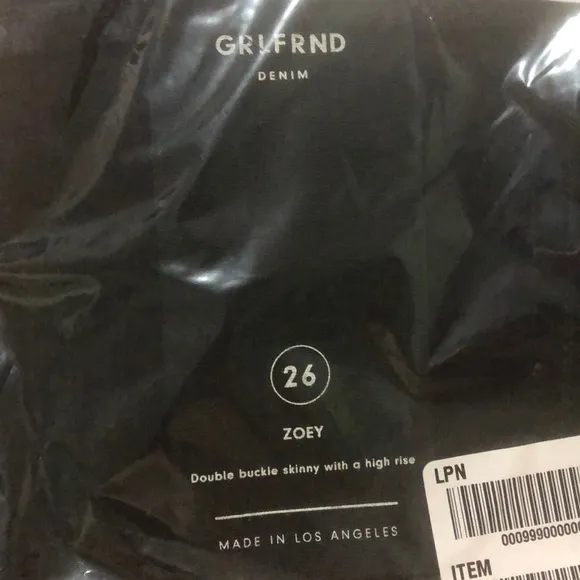 GRLFRND
DENIM
26
ZOEY
Double buckle skinny with a high rise
MADE IN LOS ANGELES
LPN
000999000000
ITEM